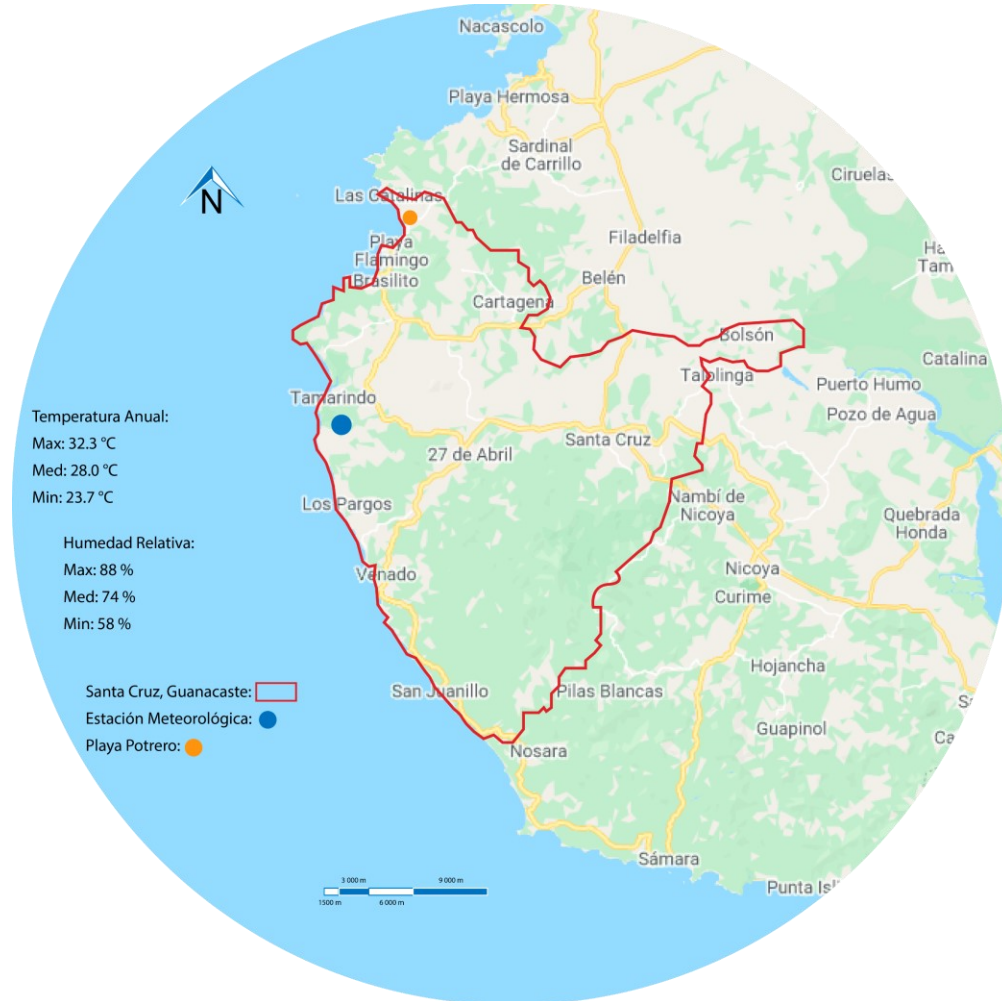 Nacascolo
Playa Hermosa
Sardinal
de Carrillo
Ciruelas
N
Las Catalinas
Playa
Flamingo
Brasilito
Filadelfia
Belén
Cartagena
Bolsón
Talolinga
Catalina
Puerto Humo
Pozo de Agua
Tamarindo
Temperatura Anual:
Max: 32.3 °C
Med: 28.0 °C
Min: 23.7 °C
27 de Abril
Santa Cruz
Los Pargos
Nambí de
Nicoya
Quebrada
Honda
Humedad Relativa:
Max: 88 %
Med: 74 %
Min: 58 %
Venado
Nicoya
Curime
Hojancha
Santa Cruz, Guanacaste:
Estación Meteorológica:
Playa Potrero:
San Juanillo
Pilas Blancas
Guapinol
Nosara
Sámara
3 000 m
9 000 m
1500 m
6 000 m